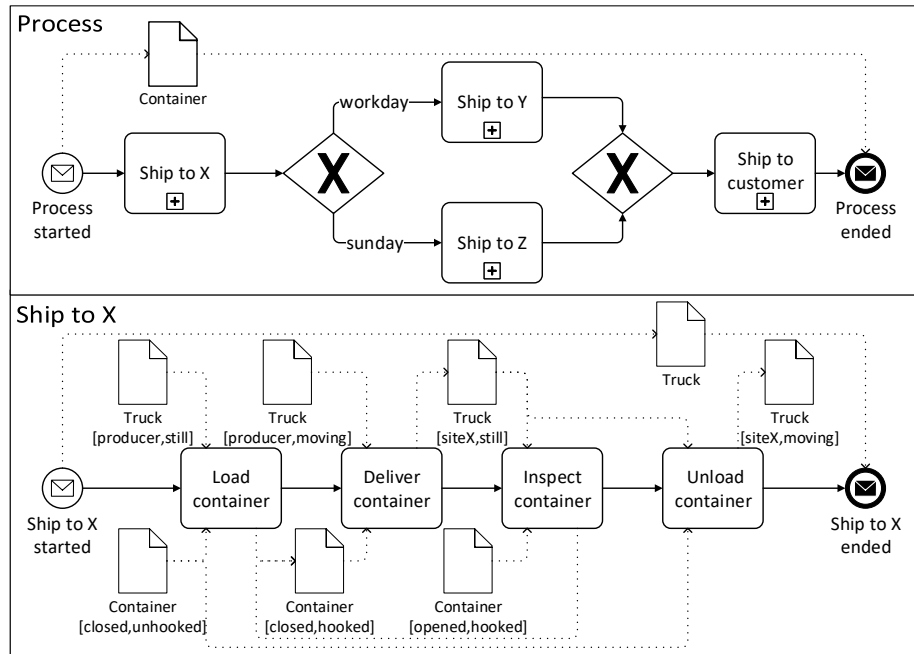 Process
Container
workday
Ship to Y
Ship to X
Ship to
customer
Process
started
Process
ended
sunday
Ship to Z
Ship to X
Truck
Truck
[producer,still]
Truck
[producer,moving]
Truck
[siteX,still]
Truck
[siteX,moving]
Load
container
Deliver
container
Inspect
container
Unload
container
Ship to X
started
Ship to X
ended
Container
[closed,unhooked]
Container
[closed,hooked]
Container
[opened,hooked]